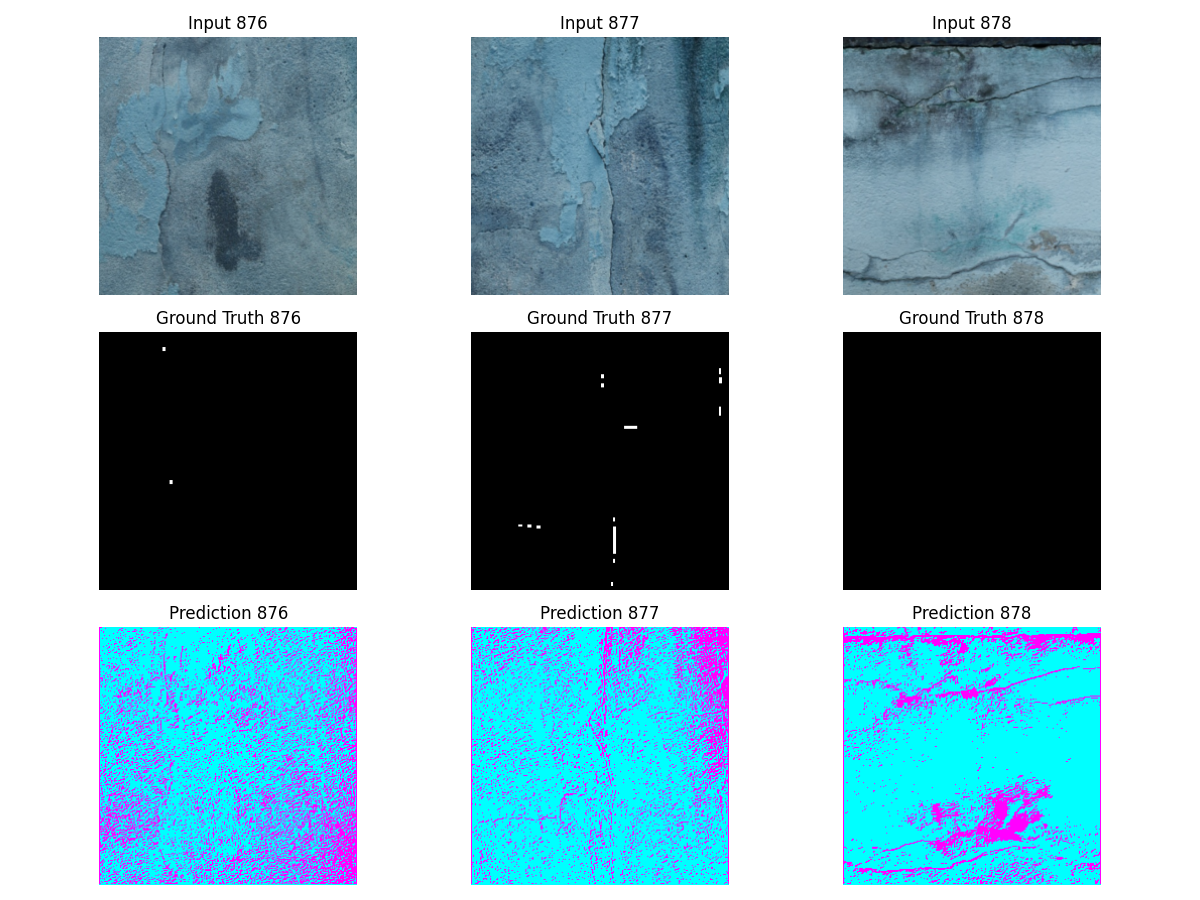 Input 876
Input 877
Input 878
Ground Truth 876
Ground Truth 877
Ground Truth 878
Prediction 876
Prediction 877
Prediction 878